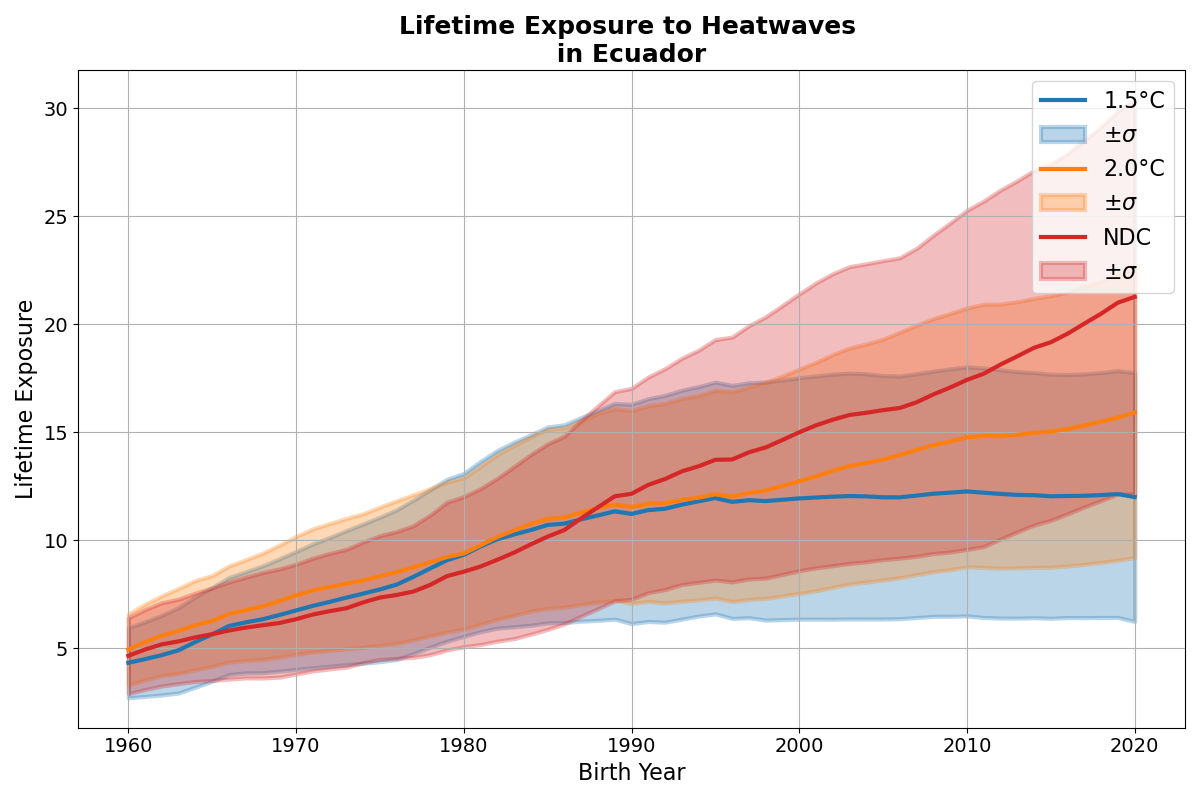 Lifetime Exposure to Heatwaves
in Ecuador
Lifetime Exposure
30
25
20
15
10
5
1.5°C
±σ
2.0°C
±σ
NDC
±σ
1960
1970
1980
1990
2000
2010
2020
Birth Year